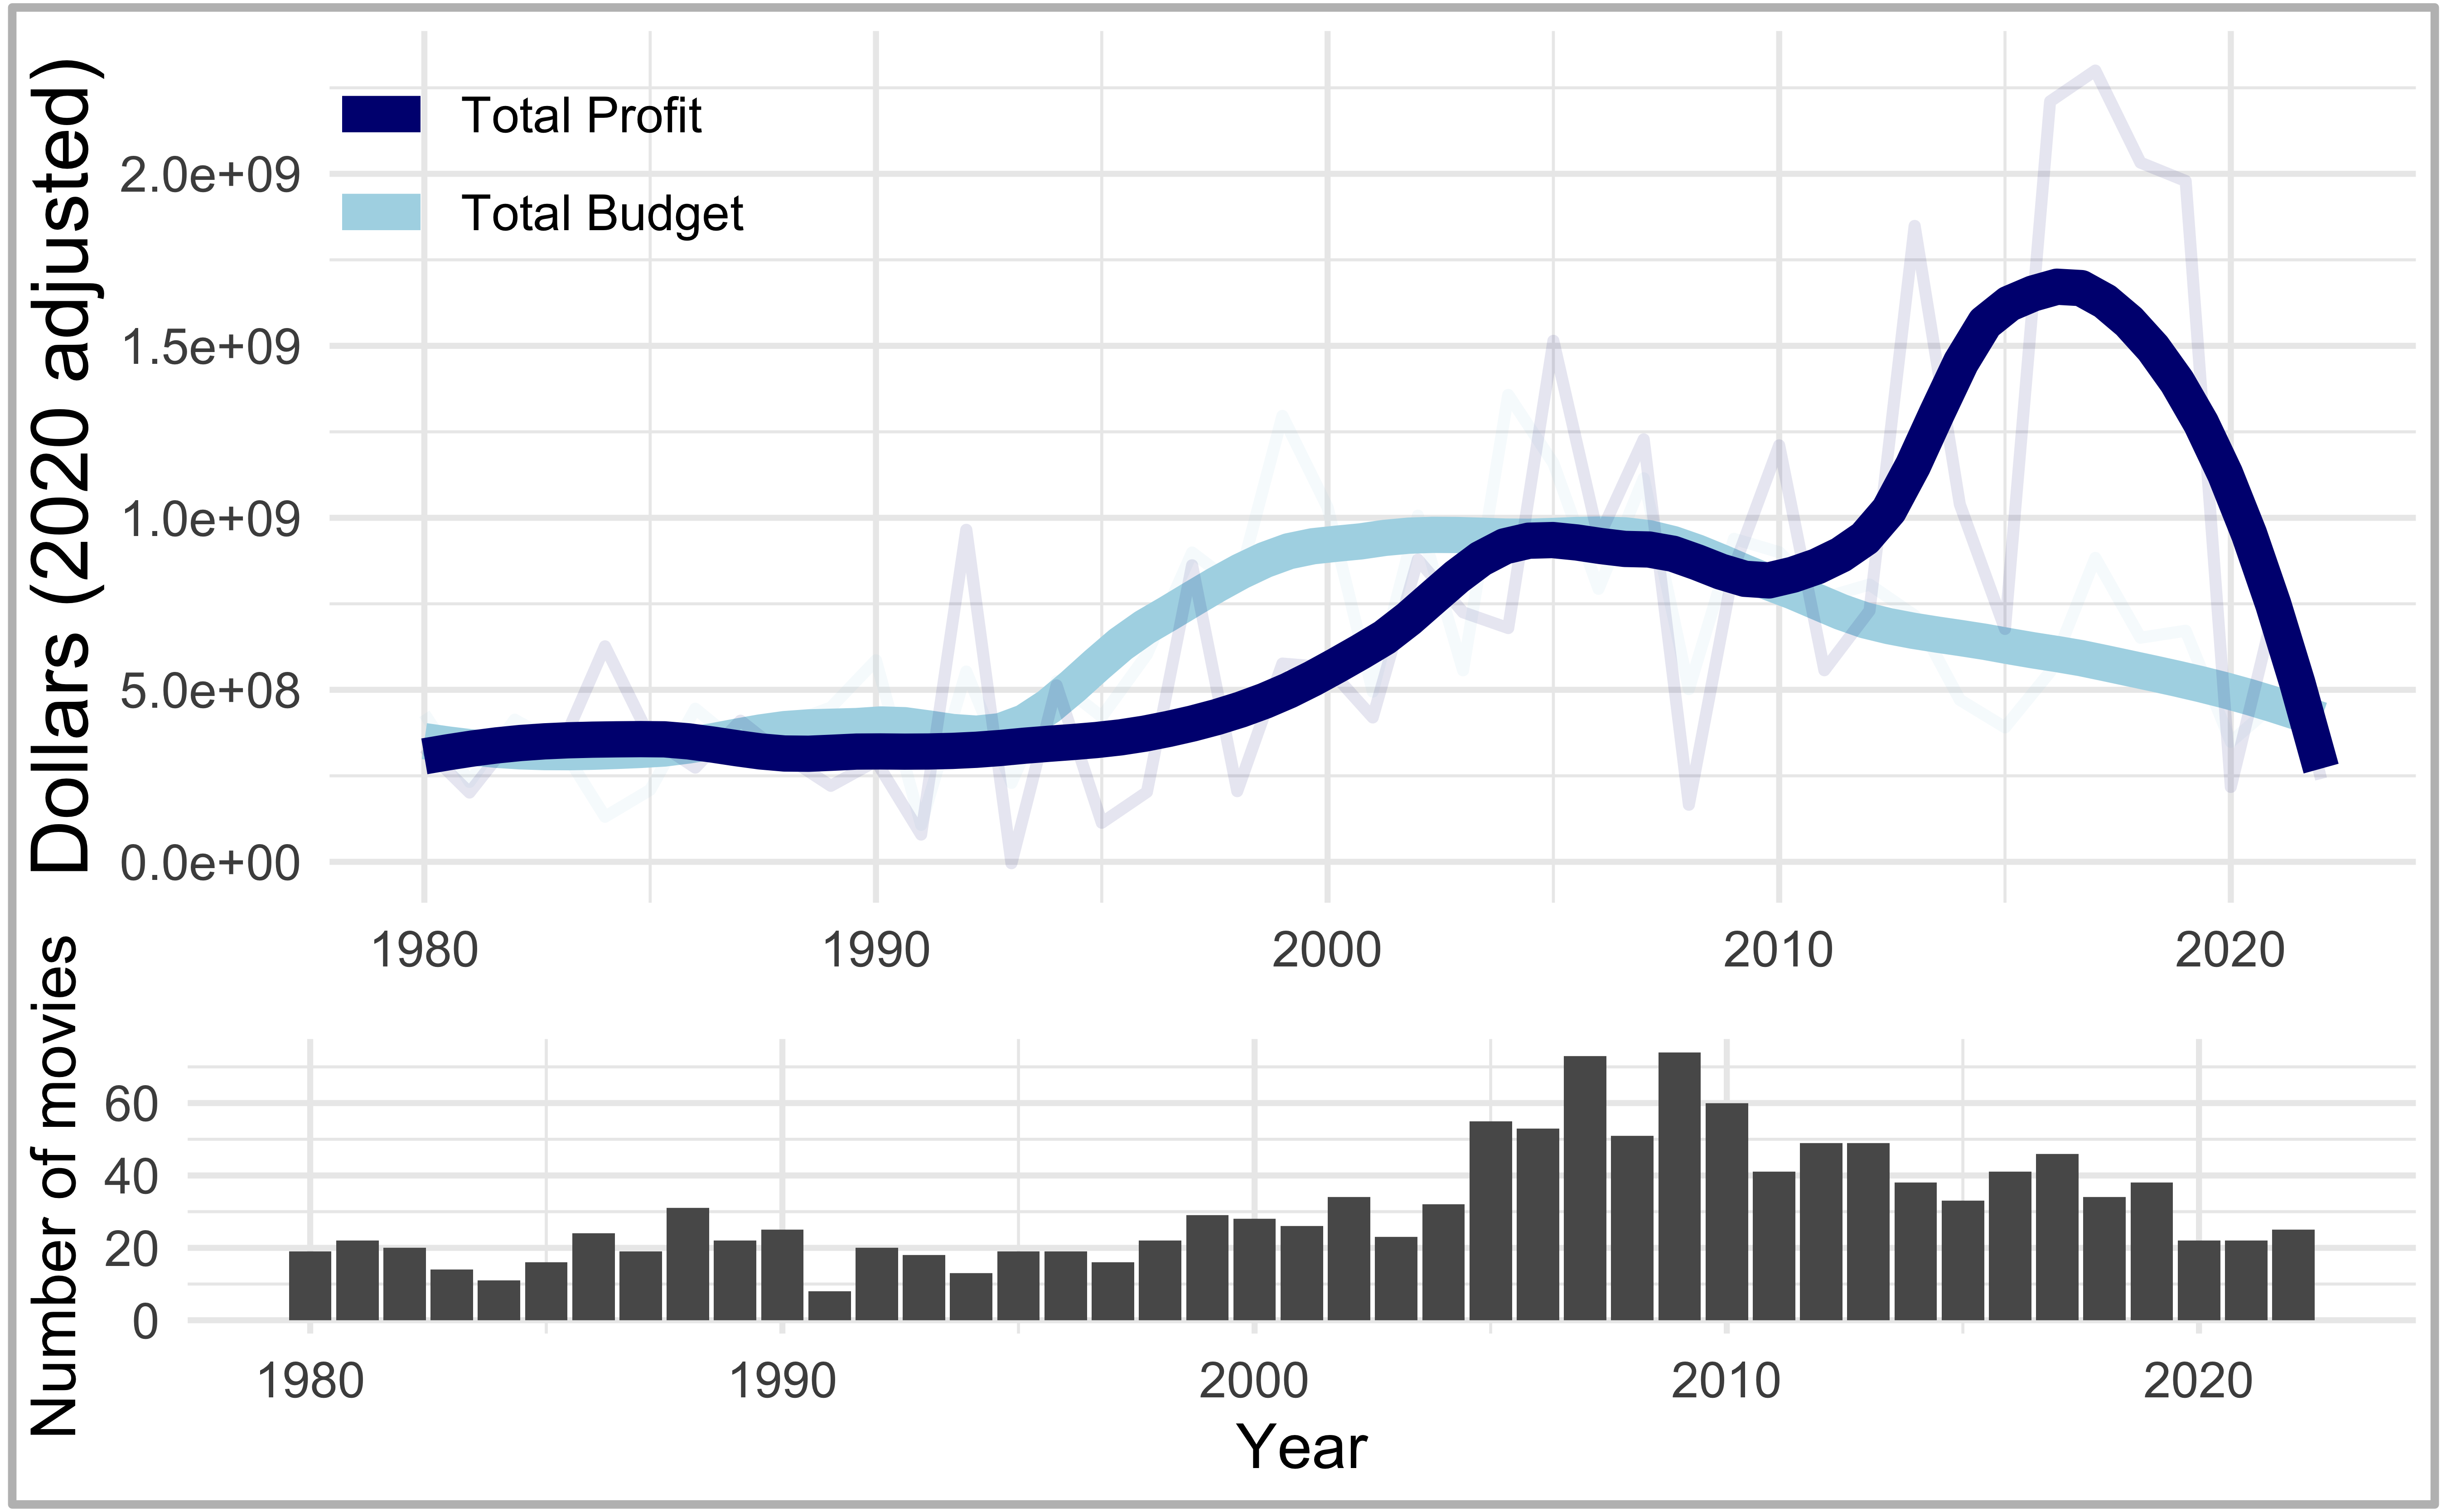 Dollars (2020 adjusted)
Total Profit
Total Budget
2.0e+09
1.5e+09
1.0e+09
5.0e+08
0.0e+00
1980 1990 2000 2010 2020
Number of movies
60
40
20
0
1980 1990 2000 2010 2020
Year